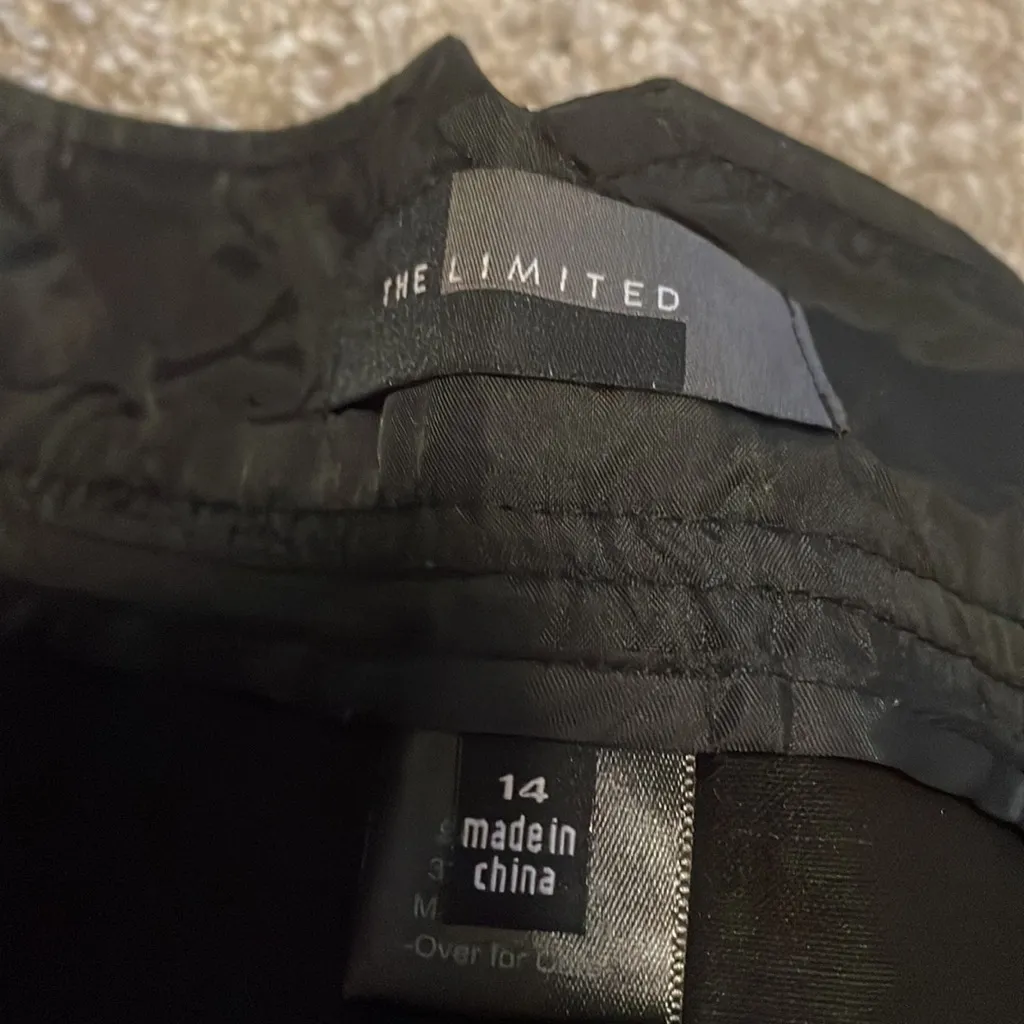 THE LIMITED
14
made in
china
-Over for